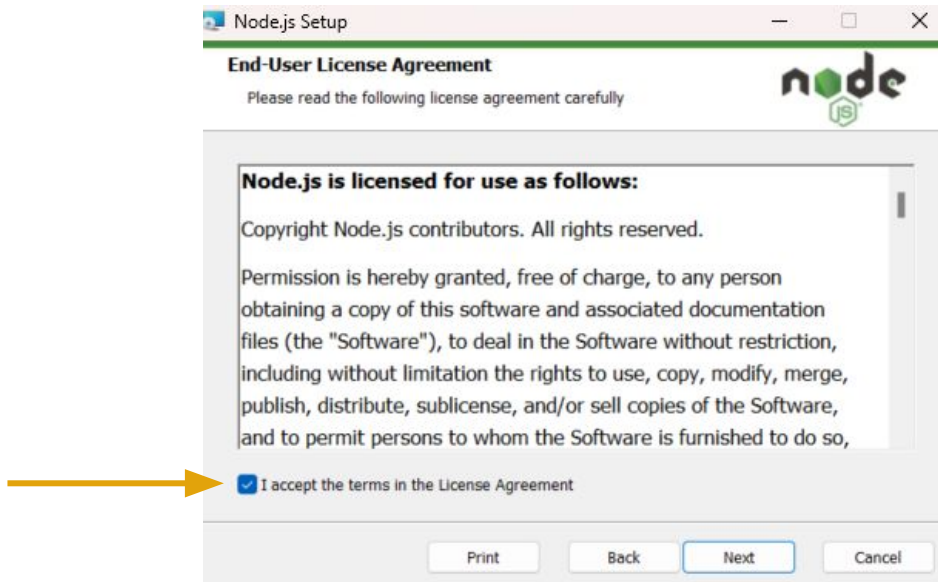 Node.js Setup
End-User License Agreement
Please read the following license agreement carefully
node
JS
Node.js is licensed for use as follows:
Copyright Node.js contributors. All rights reserved.
Permission is hereby granted, free of charge, to any person
obtaining a copy of this software and associated documentation
files (the "Software"), to deal in the Software without restriction,
including without limitation the rights to use, copy, modify, merge,
publish, distribute, sublicense, and/or sell copies of the Software,
and to permit persons to whom the Software is furnished to do so,
I accept the terms in the License Agreement
Print Back Next Cancel